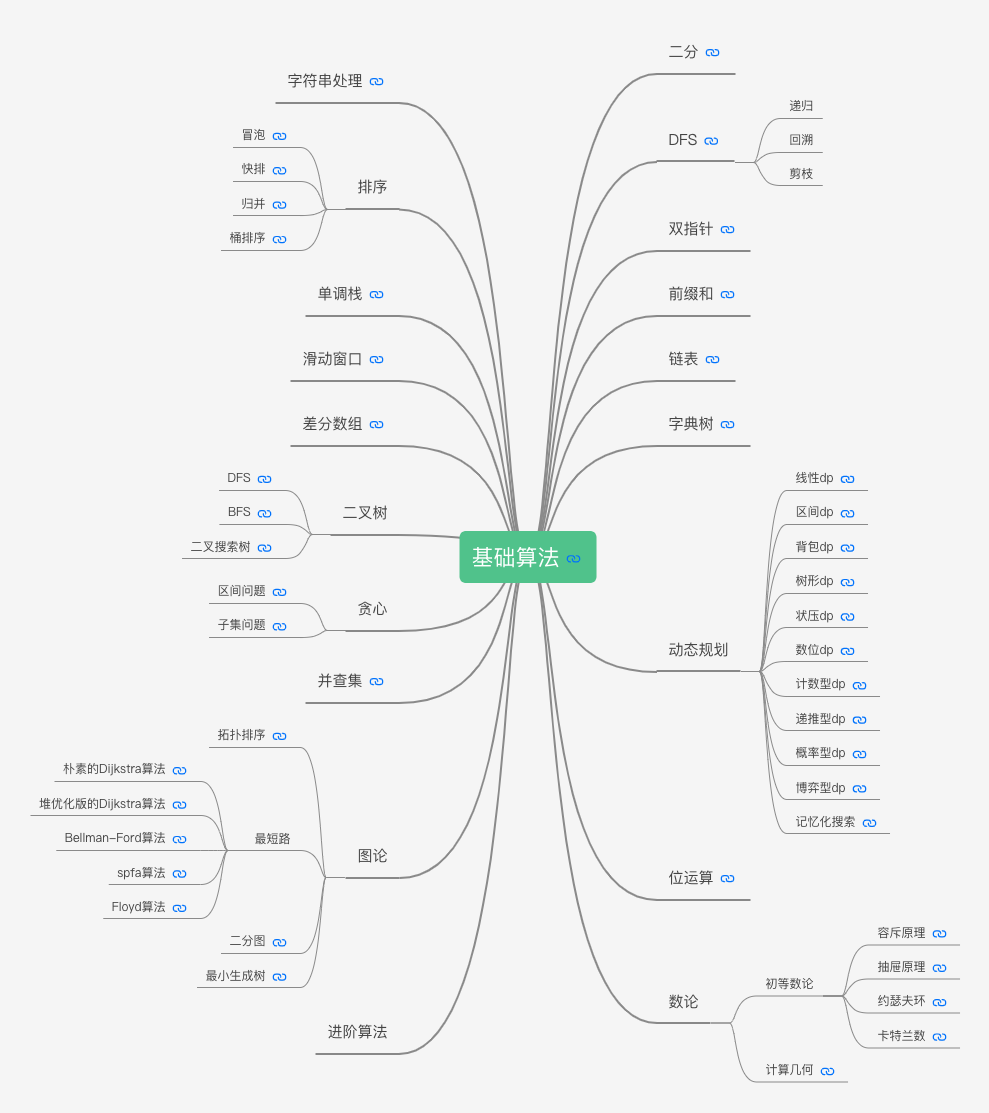 基础算法
二分
DFS
递归
回溯
剪枝
双指针
前缀和
链表
字典树
动态规划
线性dp
区间dp
背包dp
树形dp
状压dp
数位dp
计数型dp
递推型dp
概率型dp
博弈型dp
记忆化搜索
位运算
数论
初等数论
容斥原理
抽屉原理
约瑟夫环
卡特兰数
计算几何
字符串处理
排序
冒泡
快排
归并
桶排序
单调栈
滑动窗口
差分数组
二叉树
DFS
BFS
二叉搜索树
贪心
区间问题
子集问题
并查集
图论
拓扑排序
最短路
朴素的Dijkstra算法
堆优化版的Dijkstra算法
Bellman-Ford算法
spfa算法
Floyd算法
二分图
最小生成树
进阶算法